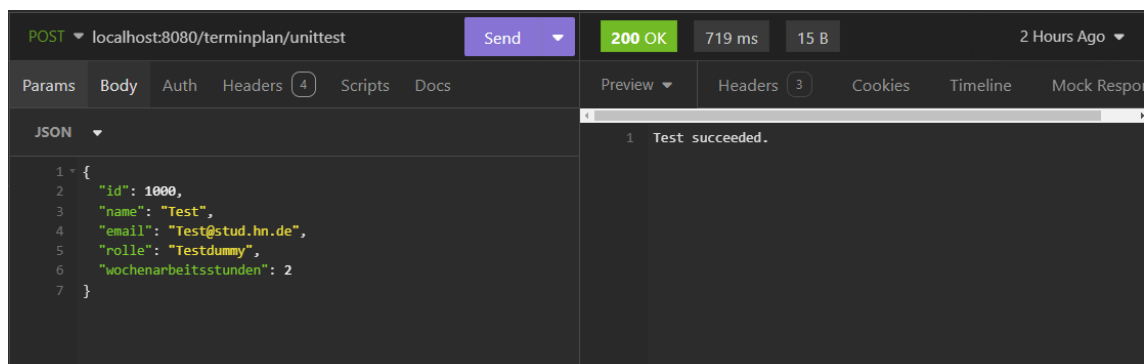 POST localhost:8080/terminplan/unittest Send 200 OK 719 ms 15 B 2 Hours Ago
Params Body Auth Headers 4 Scripts Docs Preview Headers 3 Cookies Timeline Mock Respo
JSON
1 {
2 "id": 1000,
3 "name": "Test",
4 "email": "Test@stud.hn.de",
5 "rolle": "Testdummy",
6 "wochenarbeitsstunden": 2
7 }
1 Test succeeded.